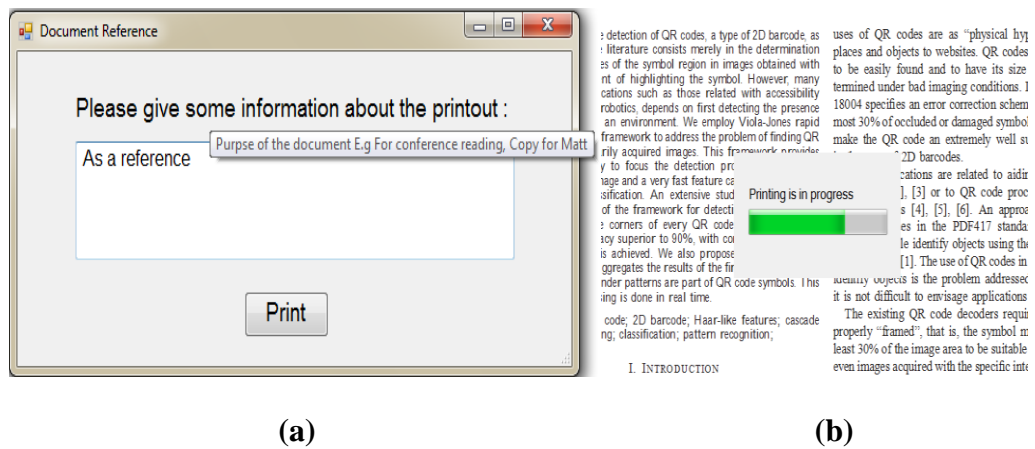 Document Reference
Please give some information about the printout :
Purpse of the document E.g For conference reading, Copy for Matt
As a reference
Print
detection of QR codes, a type of 2D barcode, as
literature consists merely in the determination
es of the symbol region in images obtained with
nt of highlighting the symbol. However, many
cations such as those related with accessibility
robotics, depends on first detecting the presence
an environment. We employ Viola-Jones rapid
framework to address the problem of finding QR
rily acquired images. This framework provides
y to focus the detection pro
nage and a very fast feature ca
ssification. An extensive stud
of the framework for detecti
e corners of every QR code
acy superior to 90%, with co
is achieved. We also propose
ggregates the results of the fir
nder patterns are part of QR code symbols. This
sing is done in real time.
code; 2D barcode; Haar-like features; cascade
ng; classification; pattern recognition;
I. INTRODUCTION
Printing is in progress
uses of QR codes are as “physical hyp
places and objects to websites. QR codes
to be easily found and to have its size
termined under bad imaging conditions. I
18004 specifies an error correction schem
most 30% of occluded or damaged symbol
make the QR code an extremely well su
2D barcodes.
cations are related to aidin
], [3] or to QR code proc
s [4], [5], [6]. An approa
es in the PDF417 standa
le identify objects using the
[1]. The use of QR codes in
identify objects is the problem addressed
it is not difficult to envisage applications
The existing QR code decoders requi
properly “framed”, that is, the symbol m
least 30% of the image area to be suitable
even images acquired with the specific inte
(a)
(b)